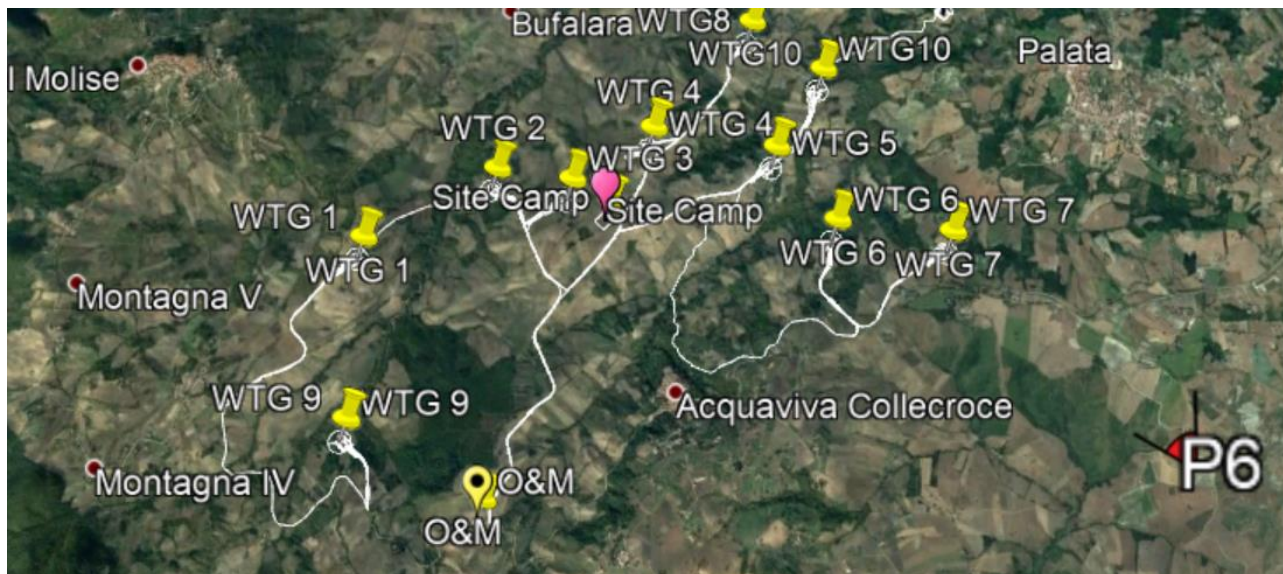 Bufalara
WTG8
WTG10
WTG10
Palata
l Molise
WTG 4
WTG 4
WTG 2
WTG 3
WTG 5
Site Camp
Site Camp
WTG 6
WTG 7
WTG 1
WTG 6
WTG 7
WTG 1
Montagna V
WTG 9
WTG 9
Acquaviva Collecroce
P6
Montagna IV
O&M
O&M